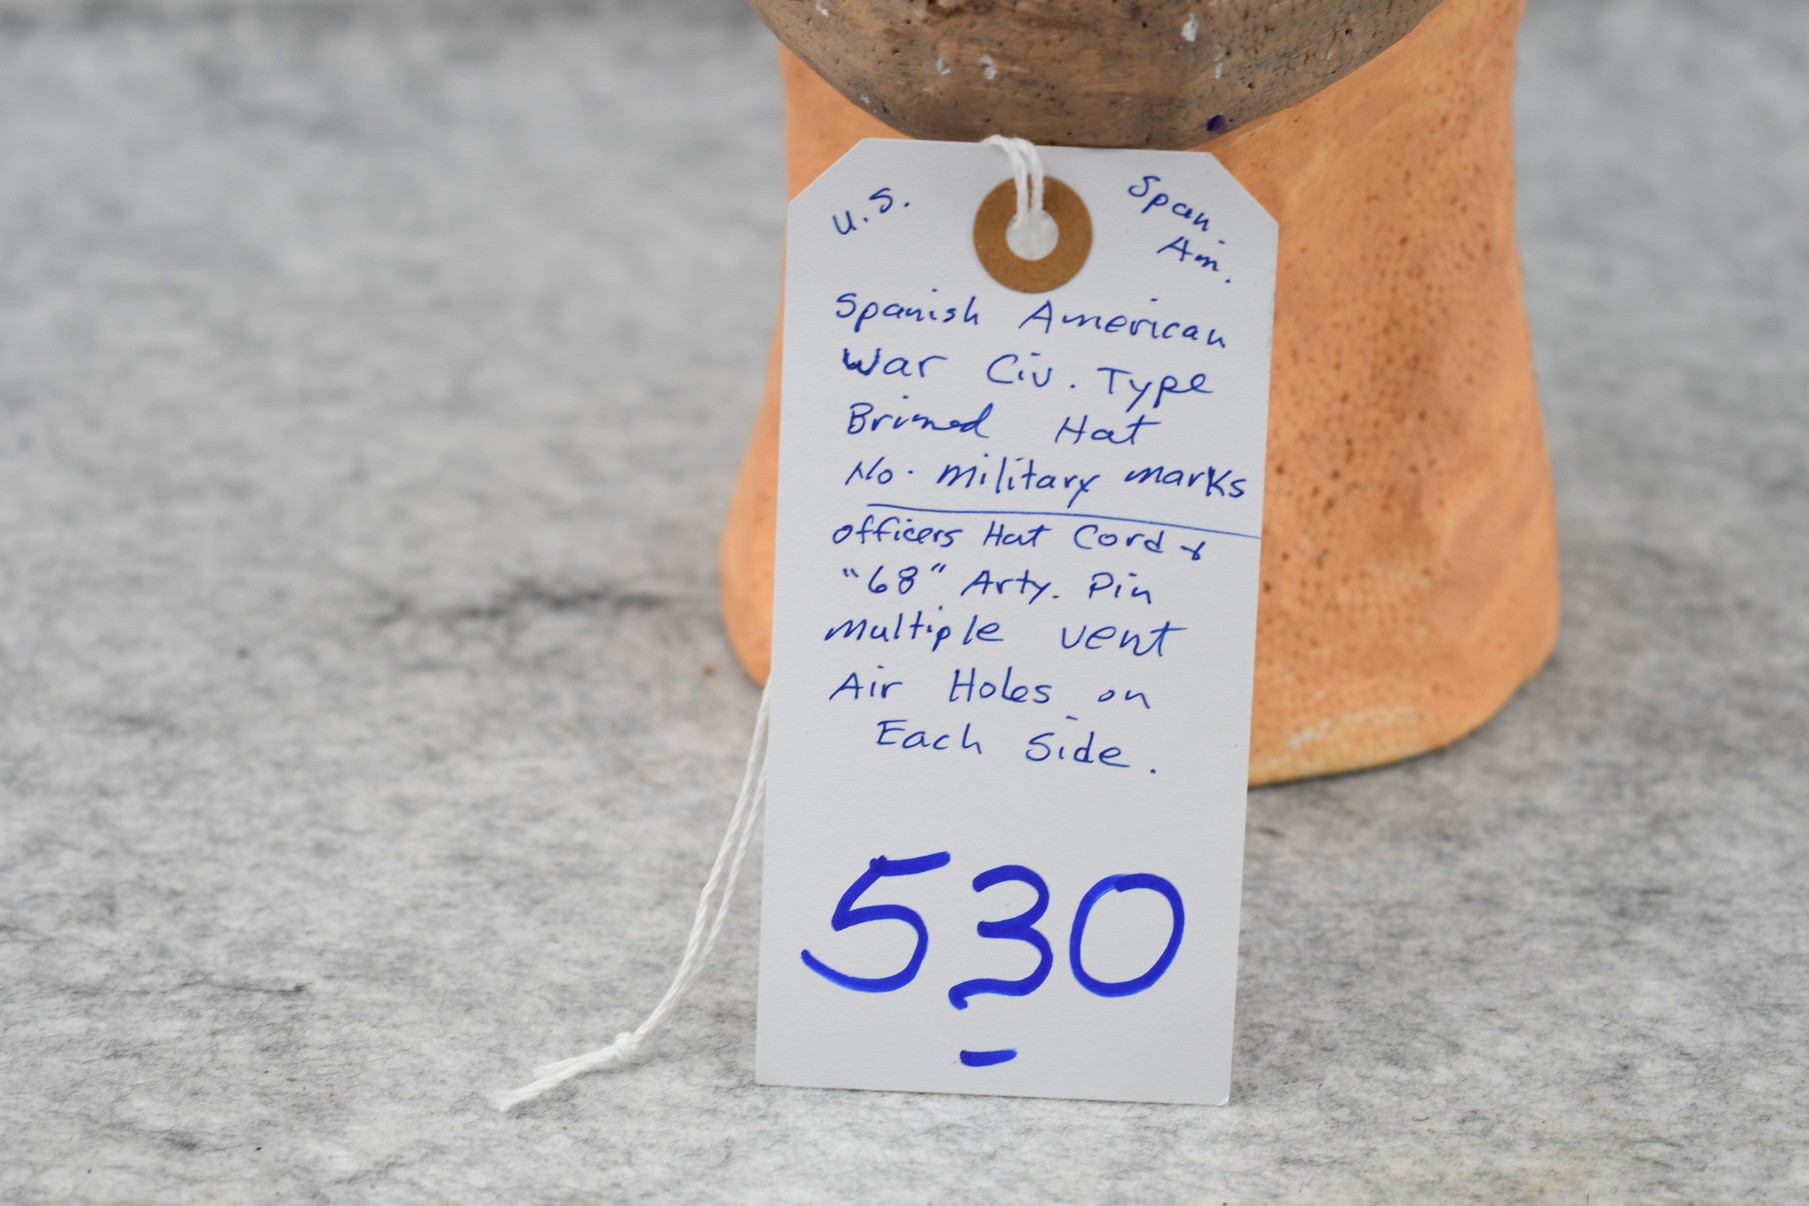 U.S.
Span.
Am.
Spanish American
War Civ. Type
Brimed Hat
No. military marks
officers Hat Cord &
"68" Arty. Pin
multiple vent
Air Holes on
Each Side.
530
-